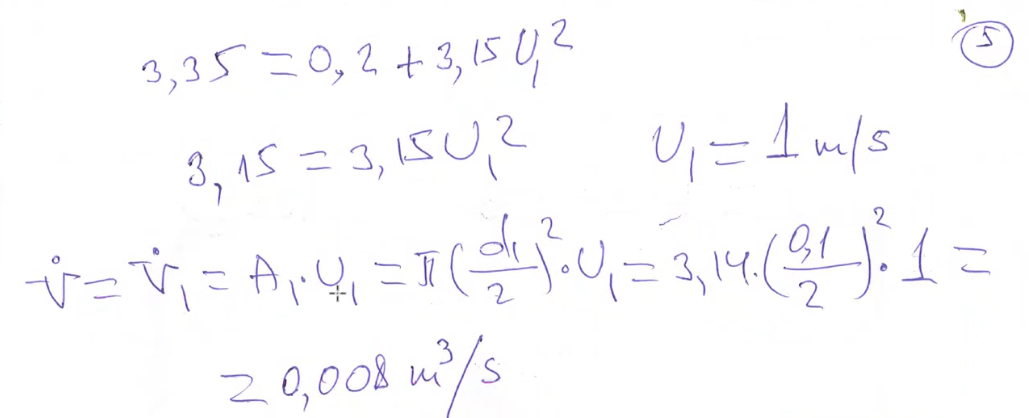 5
3,35 = 0,2 + 3,15 U₁²
3,15 = 3,15 U₁² U₁ = 1 m/s
V̇ = V̇₁ = A₁·U₁ = π(d₁/2)²·U₁ = 3,14·(0,1/2)²·1 =
= 0,008 m³/s